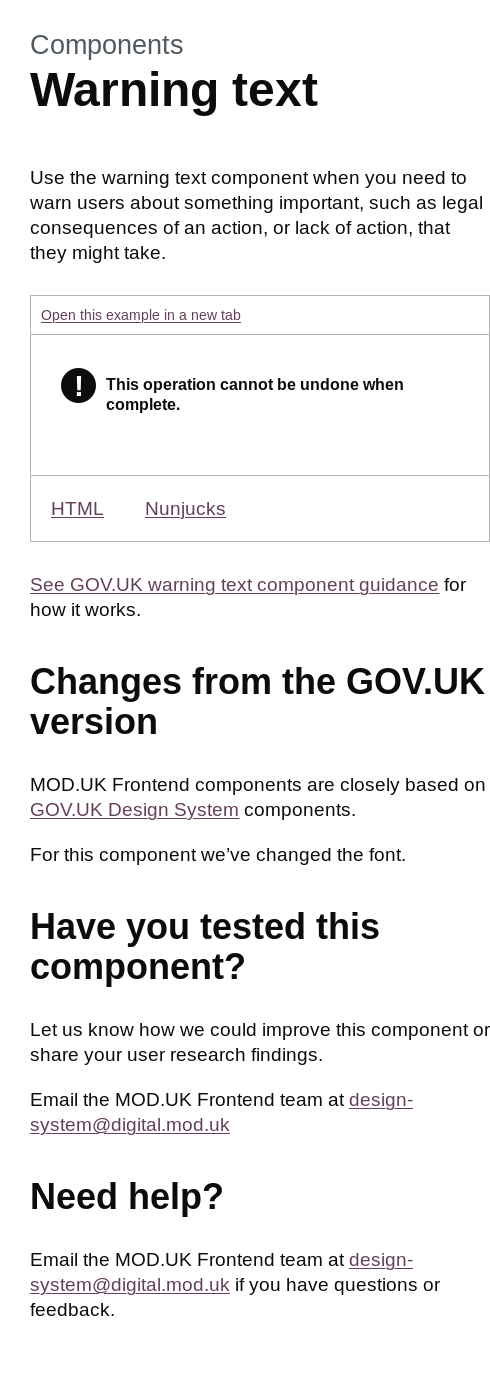 Components
Warning text
Use the warning text component when you need to
warn users about something important, such as legal
consequences of an action, or lack of action, that
they might take.
Open this example in a new tab
! This operation cannot be undone when
complete.
HTML Nunjucks
See GOV.UK warning text component guidance for
how it works.
Changes from the GOV.UK
version
MOD.UK Frontend components are closely based on
GOV.UK Design System components.
For this component we’ve changed the font.
Have you tested this
component?
Let us know how we could improve this component or
share your user research findings.
Email the MOD.UK Frontend team at design-
system@digital.mod.uk
Need help?
Email the MOD.UK Frontend team at design-
system@digital.mod.uk if you have questions or
feedback.